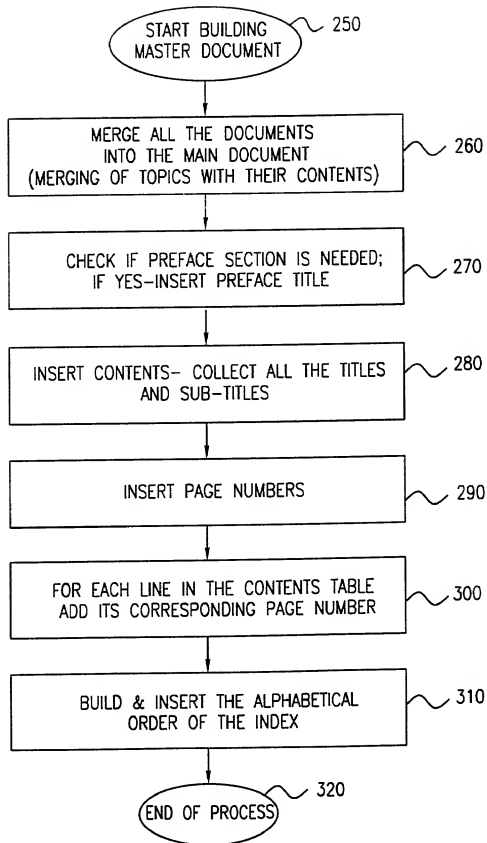 START BUILDING
MASTER DOCUMENT
250
MERGE ALL THE DOCUMENTS
INTO THE MAIN DOCUMENT
(MERGING OF TOPICS WITH THEIR CONTENTS)
260
CHECK IF PREFACE SECTION IS NEEDED;
IF YES-INSERT PREFACE TITLE
270
INSERT CONTENTS- COLLECT ALL THE TITLES
AND SUB-TITLES
280
INSERT PAGE NUMBERS
290
FOR EACH LINE IN THE CONTENTS TABLE
ADD ITS CORRESPONDING PAGE NUMBER
300
BUILD & INSERT THE ALPHABETICAL
ORDER OF THE INDEX
310
END OF PROCESS
320